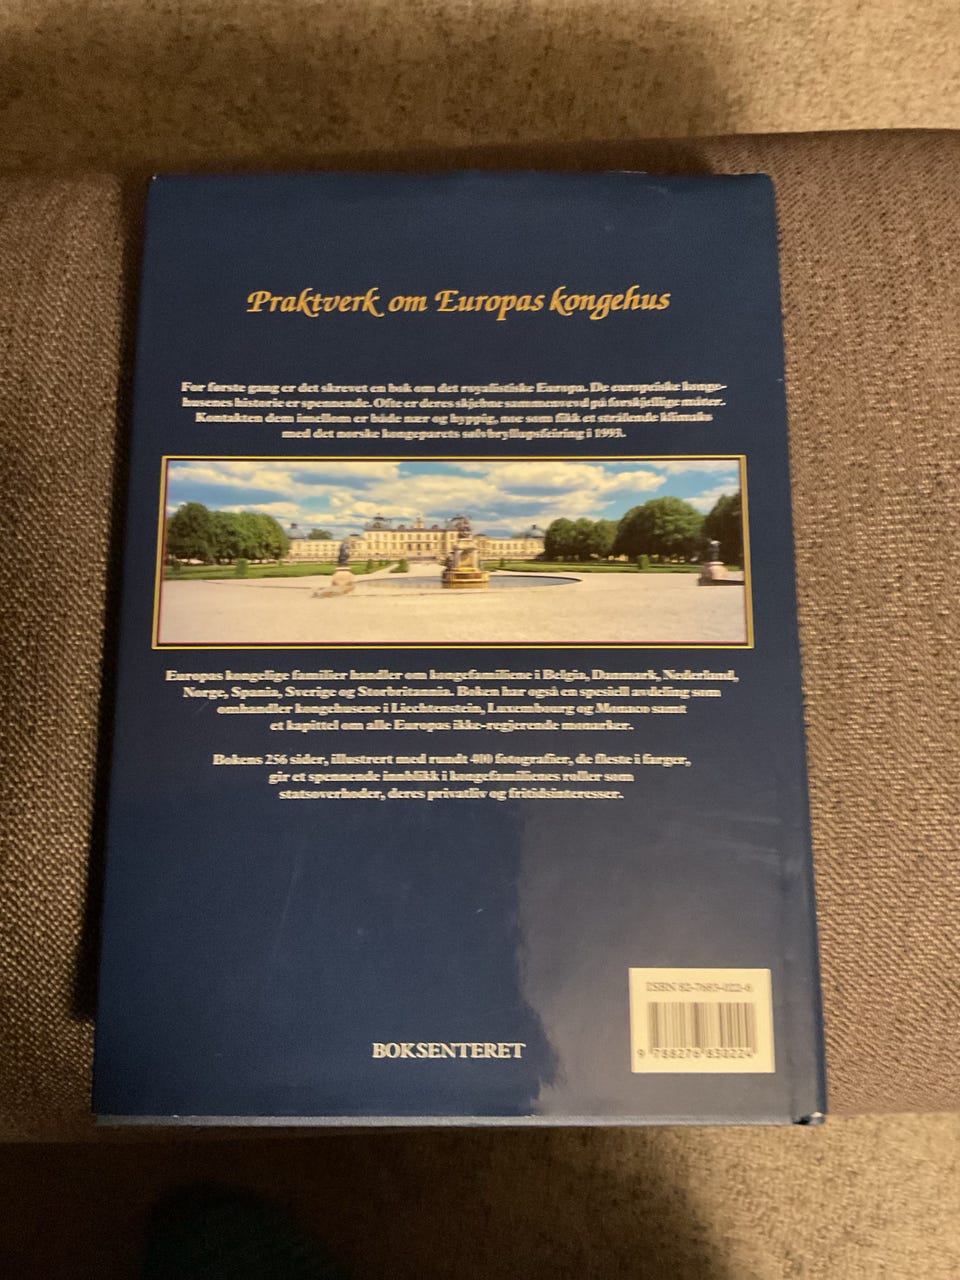 Praktverk om Europas kongehus
For første gang er det skrevet en bok om det royalistiske Europa. De europeiske konge-
husenes historie er spennende. Ofte er deres skjebne sammenvevd på forskjellige måter.
Kontakten dem imellom er både nær og hyppig, noe som fikk et strålende klimaks
med det norske kongeparets sølvbryllupsfeiring i 1993.
Europas kongelige familier handler om kongefamiliene i Belgia, Danmark, Nederland,
Norge, Spania, Sverige og Storbritannia. Boken har også en spesiell avdeling som
omhandler kongehusene i Liechtenstein, Luxembourg og Monaco samt
et kapittel om alle Europas ikke-regjerende monarker.
Bokens 256 sider, illustrert med rundt 400 fotografier, de fleste i farger,
gir et spennende innblikk i kongefamilienes roller som
statsoverhoder, deres privatliv og fritidsinteresser.
ISBN 82-7683-022-6
BOKSENTERET
9 788276 830224